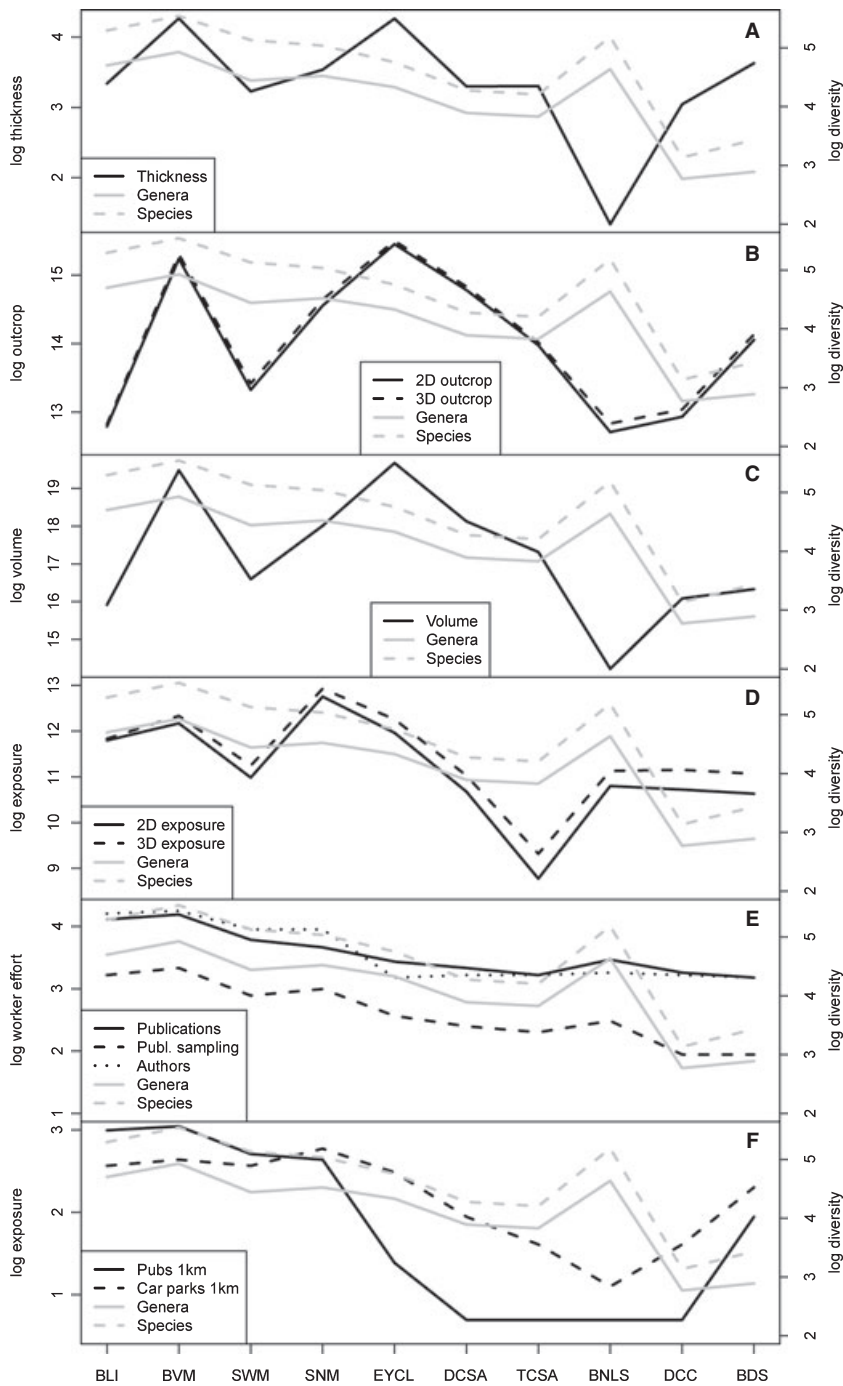 A
4
3
2
log thickness
5
4
3
2
log diversity
Thickness
Genera
Species
B
15
14
13
log outcrop
5
4
3
2
log diversity
2D outcrop
3D outcrop
Genera
Species
C
19
18
17
16
15
log volume
5
4
3
2
log diversity
Volume
Genera
Species
D
13
12
11
10
9
log exposure
5
4
3
2
log diversity
2D exposure
3D exposure
Genera
Species
E
4
3
2
1
log worker effort
5
4
3
2
log diversity
Publications
Publ. sampling
Authors
Genera
Species
F
3
2
1
log exposure
5
4
3
2
log diversity
Pubs 1km
Car parks 1km
Genera
Species
BLI BVM SWM SNM EYCL DCSA TCSA BNLS DCC BDS